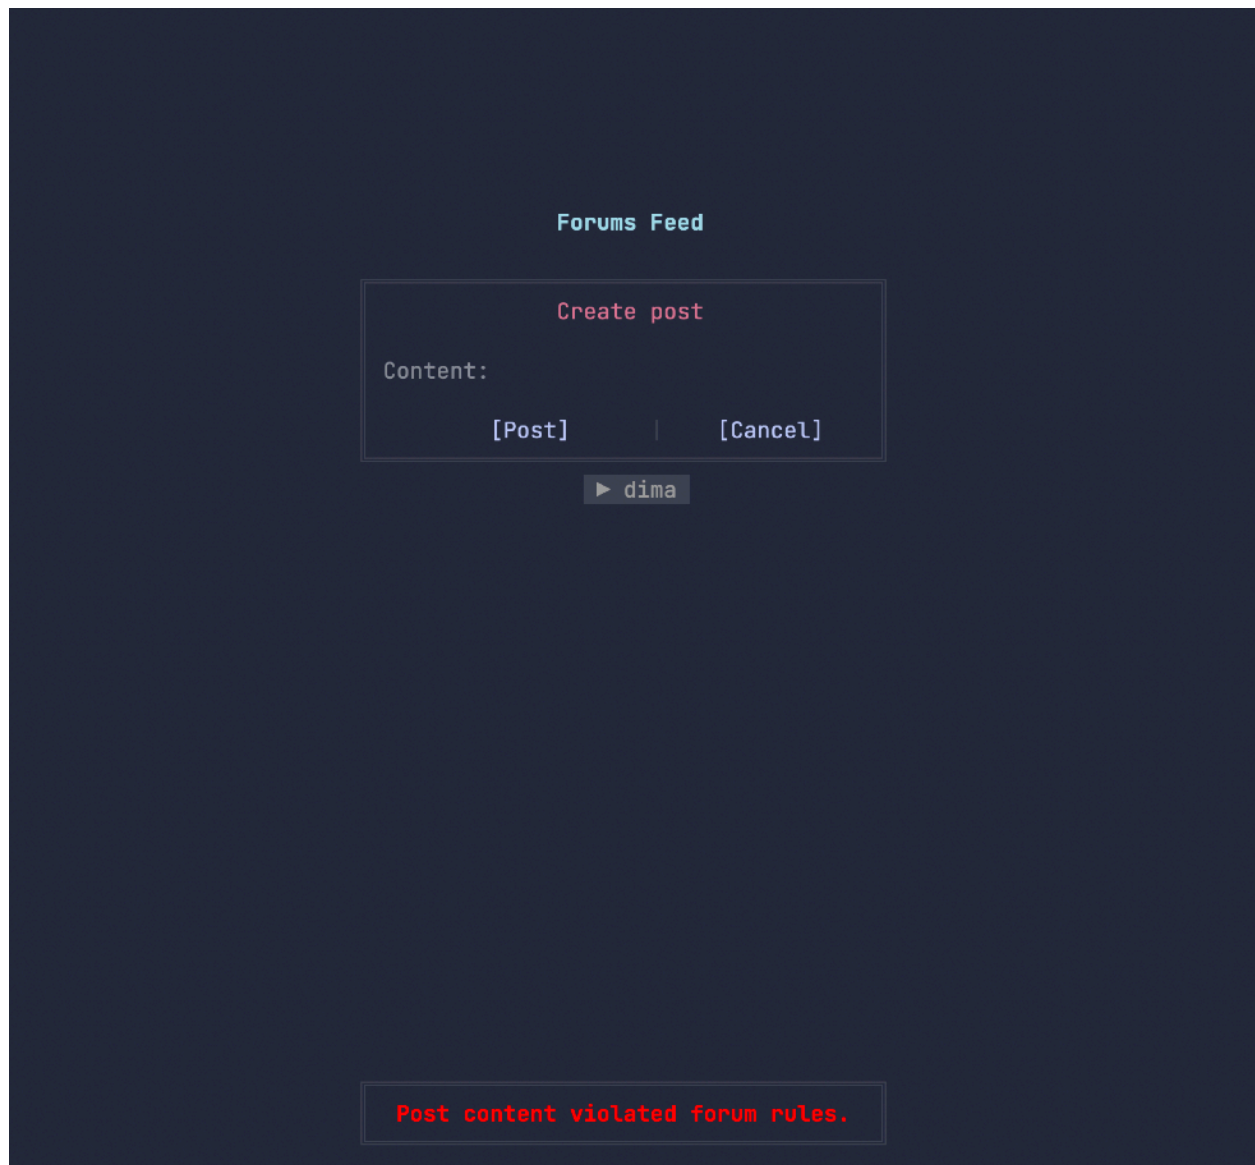 Forums Feed
Create post
Content:
[Post] | [Cancel]
► dima
Post content violated forum rules.